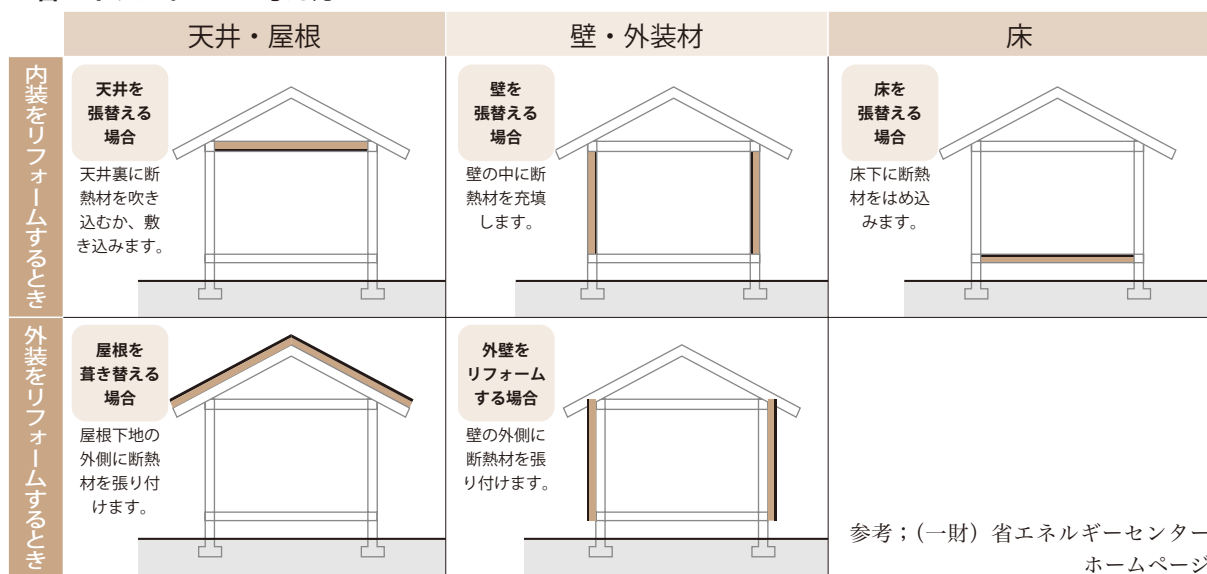 天井・屋根
壁・外装材
床
内装をリフォームするとき
天井を
張替える
場合
天井裏に断
熱材を吹き
込むか、敷
き込みます。
壁を
張替える
場合
壁の中に断
熱材を充填
します。
床を
張替える
場合
床下に断熱
材をはめ込
みます。
外装をリフォームするとき
屋根を
葺き替える
場合
屋根下地の
外側に断熱
材を張り付
けます。
外壁を
リフォーム
する場合
壁の外側に
断熱材を張
り付けます。
参考；(一財）省エネルギーセンター
ホームページ